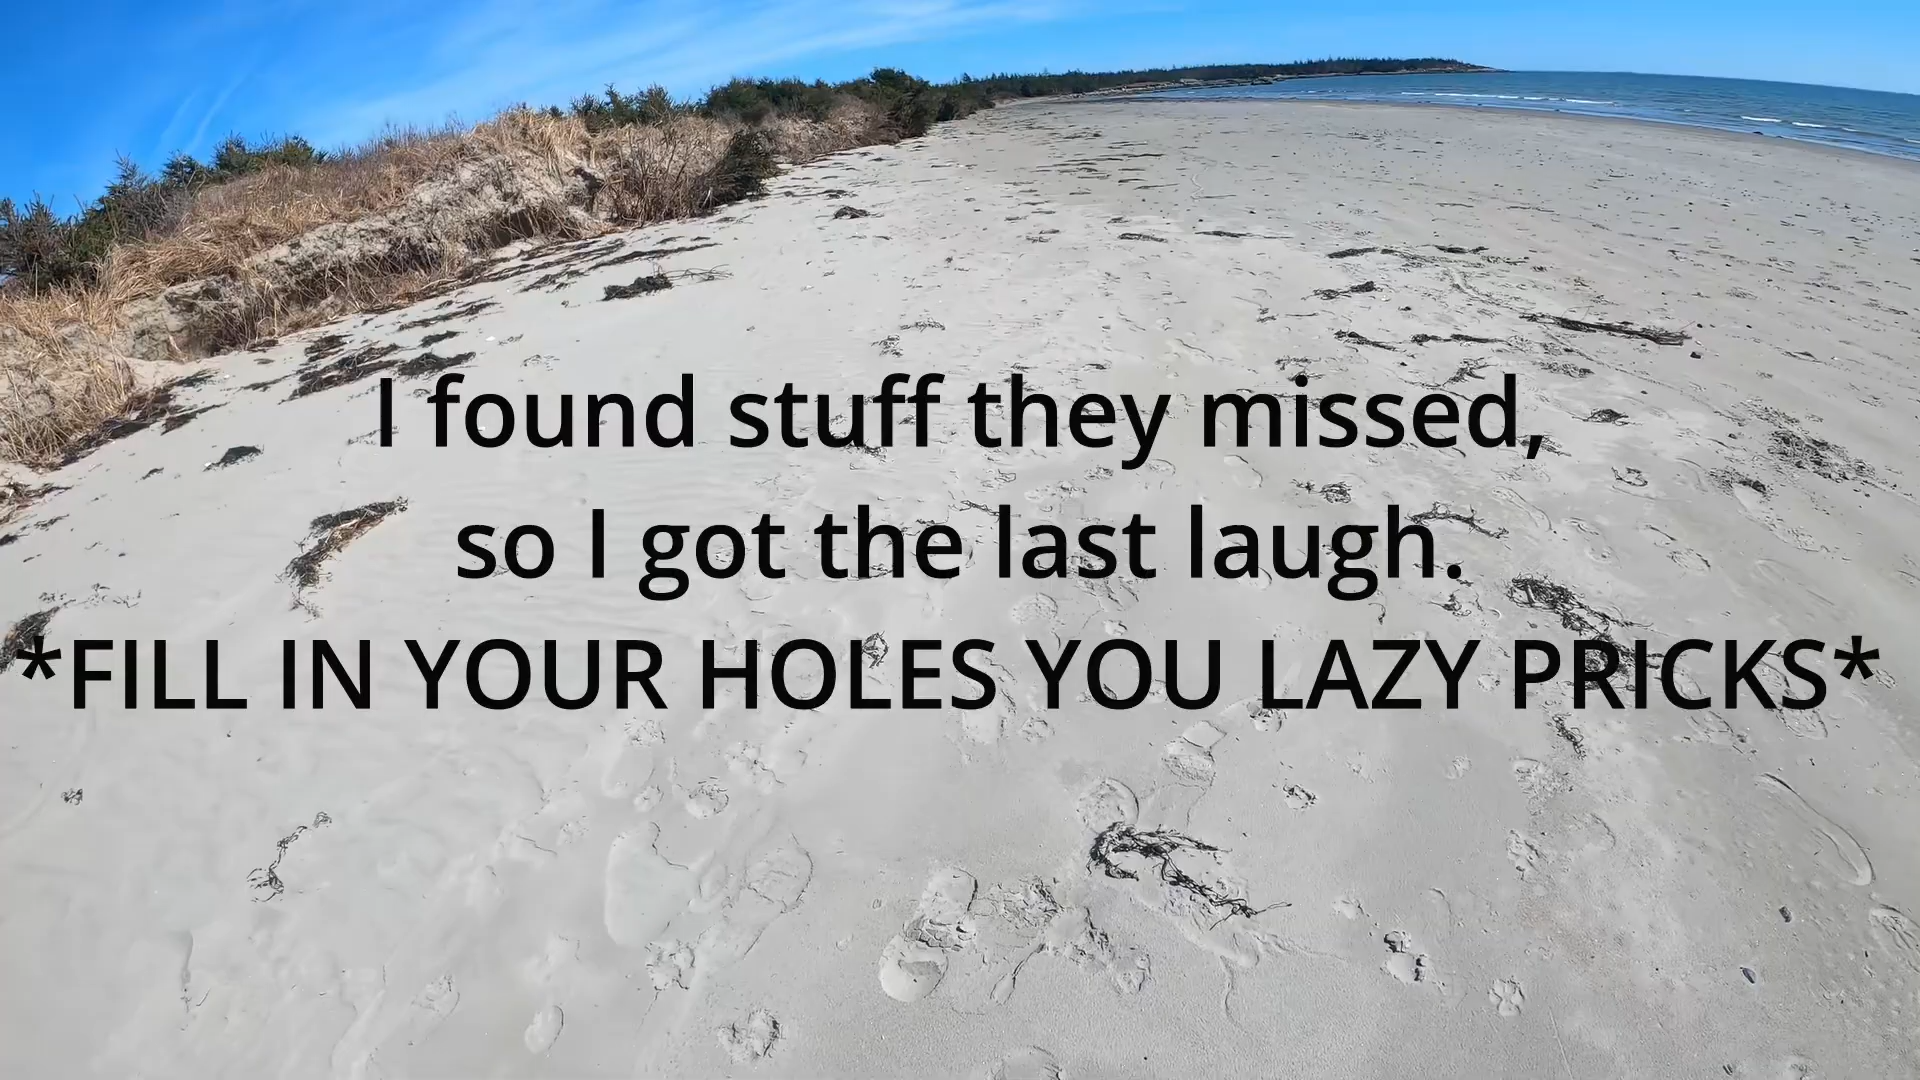 I found stuff they missed,
so I got the last laugh.
*FILL IN YOUR HOLES YOU LAZY PRICKS*